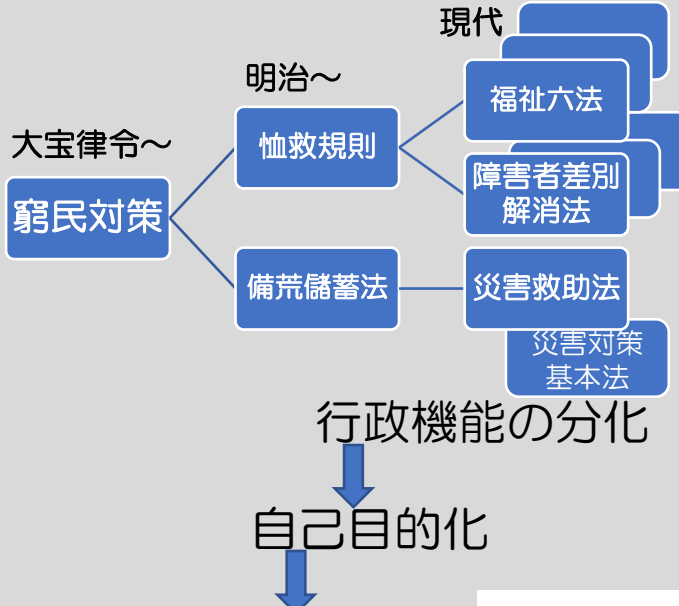 現代
明治～
大宝律令～
窮民対策
恤救規則
備荒儲蓄法
福祉六法
障害者差別
解消法
災害救助法
災害対策
基本法
行政機能の分化
自己目的化